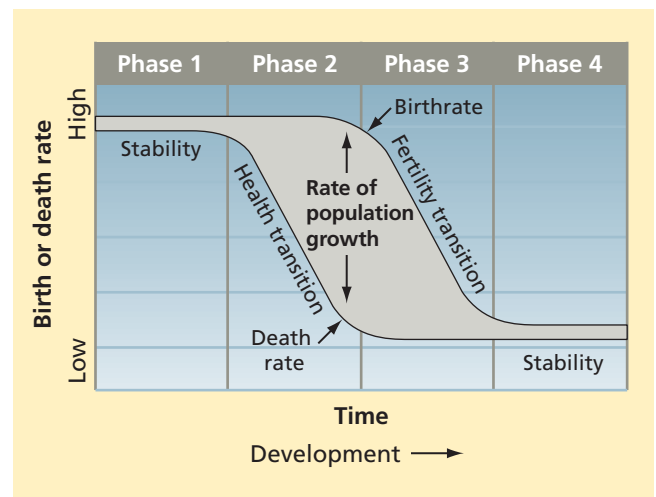 Phase 1
Phase 2
Phase 3
Phase 4
Birth or death rate
High
Low
Birthrate
Stability
Health transition
Rate of
population
growth
Fertility transition
Death
rate
Stability
Time
Development